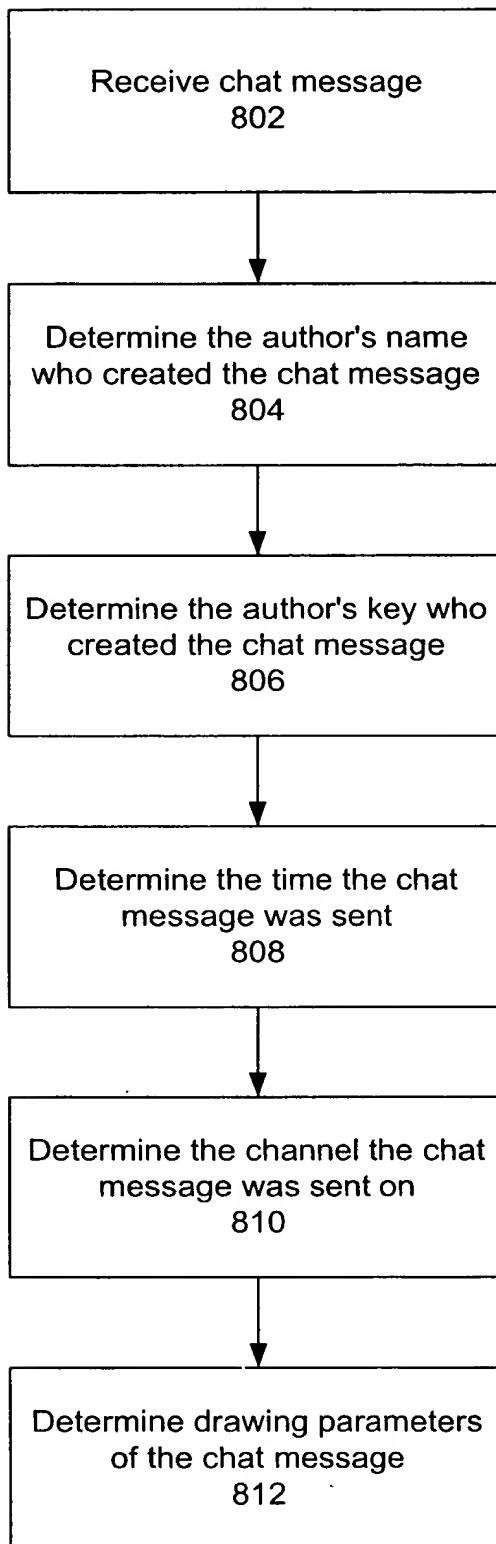 Receive chat message
802
Determine the author's name
who created the chat message
804
Determine the author's key who
created the chat message
806
Determine the time the chat
message was sent
808
Determine the channel the chat
message was sent on
810
Determine drawing parameters
of the chat message
812